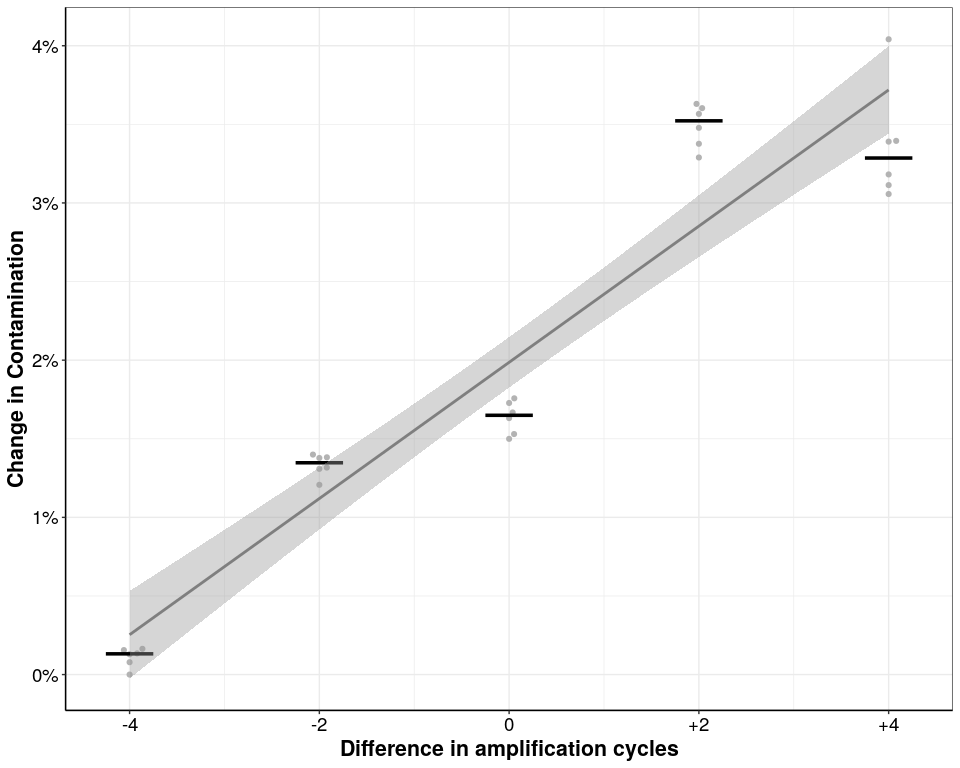 Change in Contamination
4%
3%
2%
1%
0%
-4 -2 0 +2 +4
Difference in amplification cycles